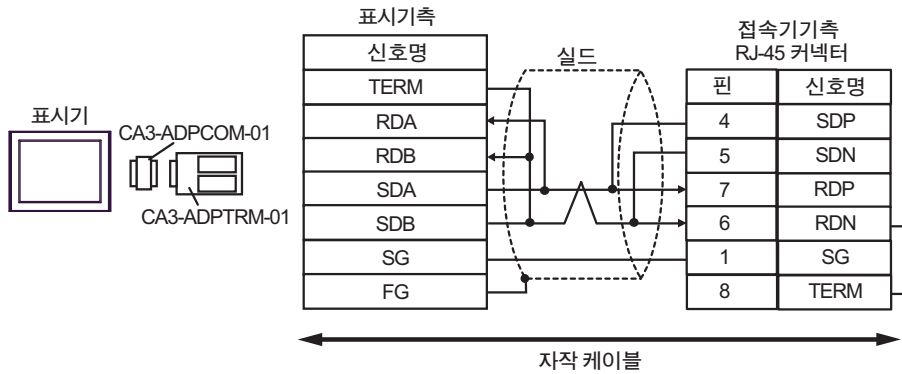 표시기
CA3-ADPCOM-01
CA3-ADPTRM-01
표시기측
신호명
TERM
RDA
RDB
SDA
SDB
SG
FG
실드
접속기기측
RJ-45 커넥터
핀 신호명
4 SDP
5 SDN
7 RDP
6 RDN
1 SG
8 TERM
자작 케이블